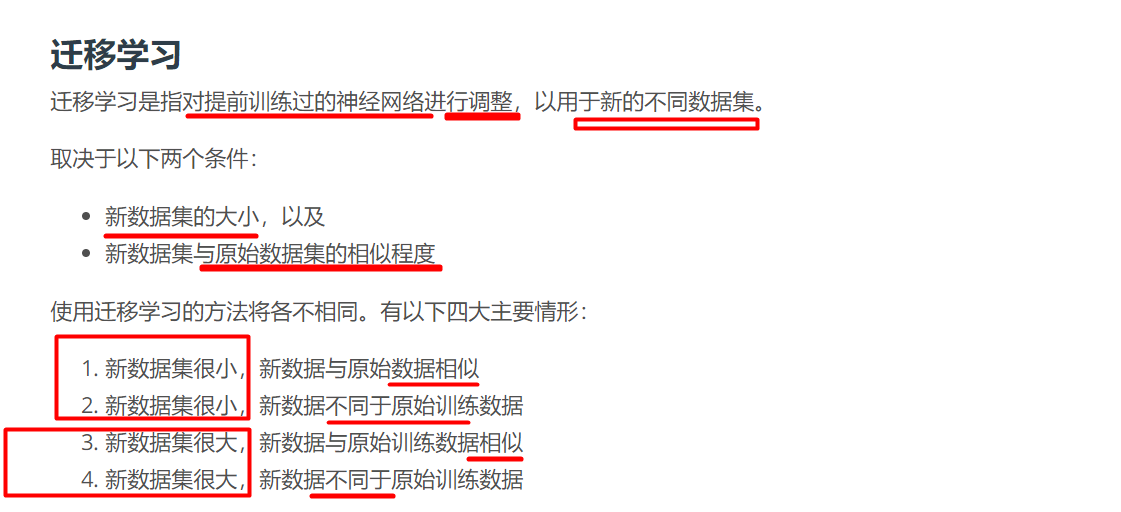 迁移学习
迁移学习是指对提前训练过的神经网络进行调整，以用于新的不同数据集。
取决于以下两个条件：
• 新数据集的大小，以及
• 新数据集与原始数据集的相似程度
使用迁移学习的方法将各不相同。有以下四大主要情形：
1. 新数据集很小，新数据与原始数据相似
2. 新数据集很小，新数据不同于原始训练数据
3. 新数据集很大，新数据与原始训练数据相似
4. 新数据集很大，新数据不同于原始训练数据